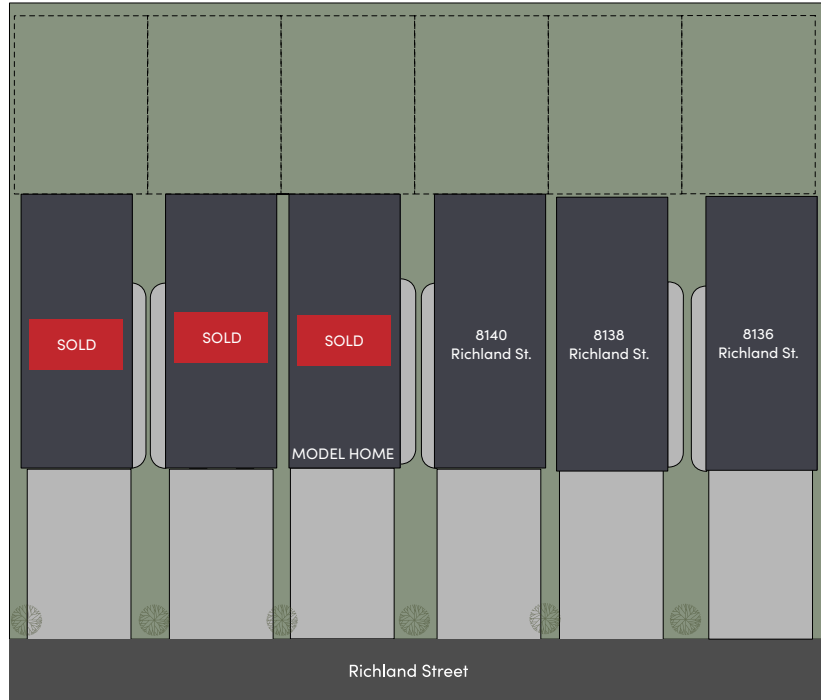 SOLD
SOLD
SOLD
MODEL HOME
8140
Richland St.
8138
Richland St.
8136
Richland St.
Richland Street